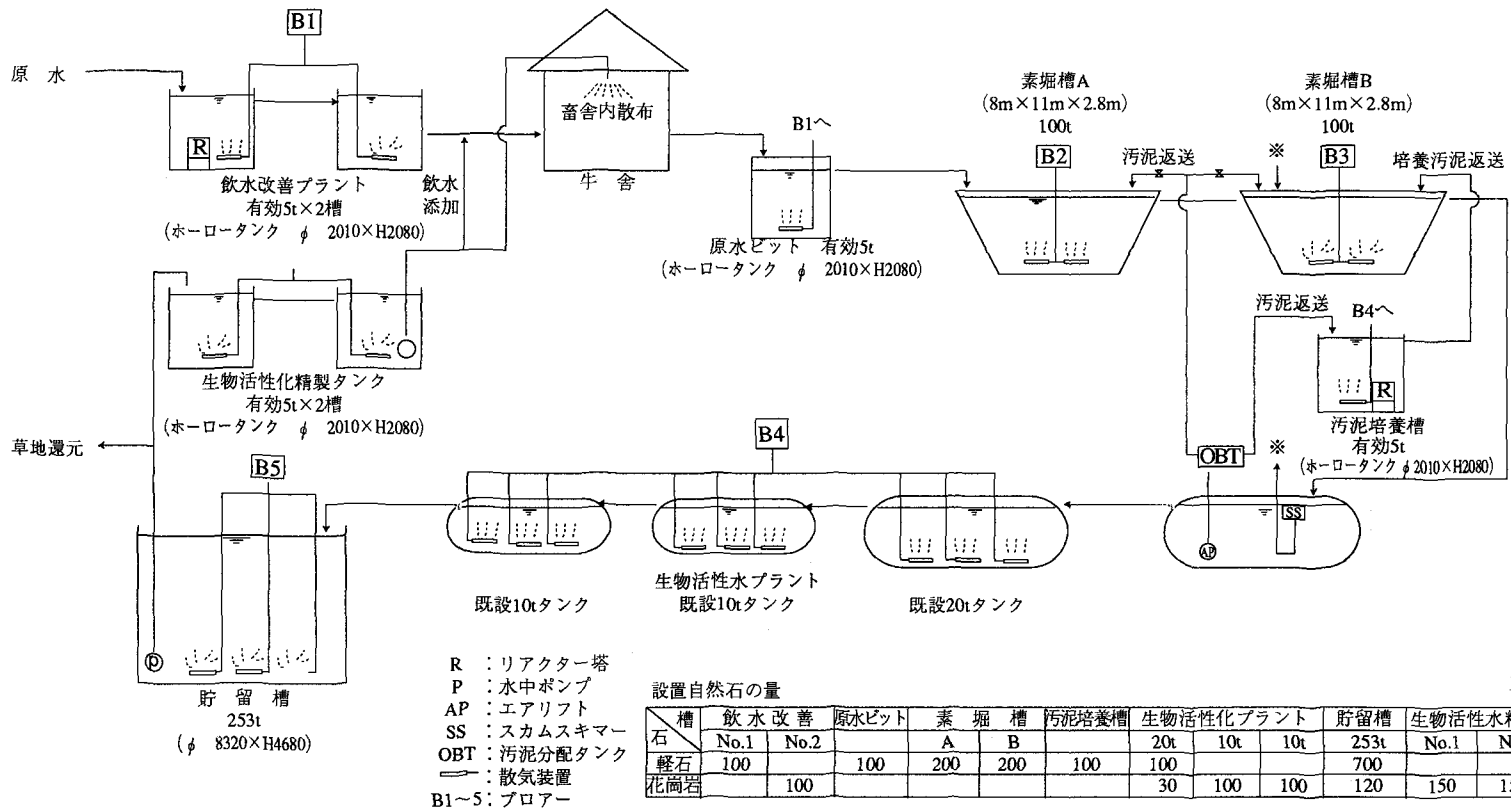 B1
原 水
R
飲水改善プラント
有効5t×2槽
(ホーロータンク φ 2010×H2080)
飲水
添加
畜舎内散布
牛 舎
B1へ
原水ピット 有効5t
(ホーロータンク φ 2010×H2080)
素堀槽A
(8m×11m×2.8m)
100t
B2
汚泥返送
素堀槽B
(8m×11m×2.8m)
100t
※
B3
培養汚泥返送
生物活性化精製タンク
有効5t×2槽
(ホーロータンク φ 2010×H2080)
汚泥返送
B4へ
R
汚泥培養槽
有効5t
(ホーロータンクφ2010×H2080)
OBT
※
SS
AP
草地還元
B5
B4
既設10tタンク
生物活性水プラント
既設10tタンク
既設20tタンク
P
貯 留 槽
253t
(φ 8320×H4680)
R :リアクター塔
P :水中ポンプ
AP :エアリフト
SS :スカムスキマー
OBT :汚泥分配タンク
:散気装置
B1~5:ブロアー
設置自然石の量
槽 飲水改善 原水ピット 素堀槽 汚泥培養槽 生物活性化プラント 貯留槽 生物活性水
石 No.1 No.2 A B 20t 10t 10t 253t No.1
軽石 100 100 200 200 100 100 700
花崗岩 100 30 100 100 120 150